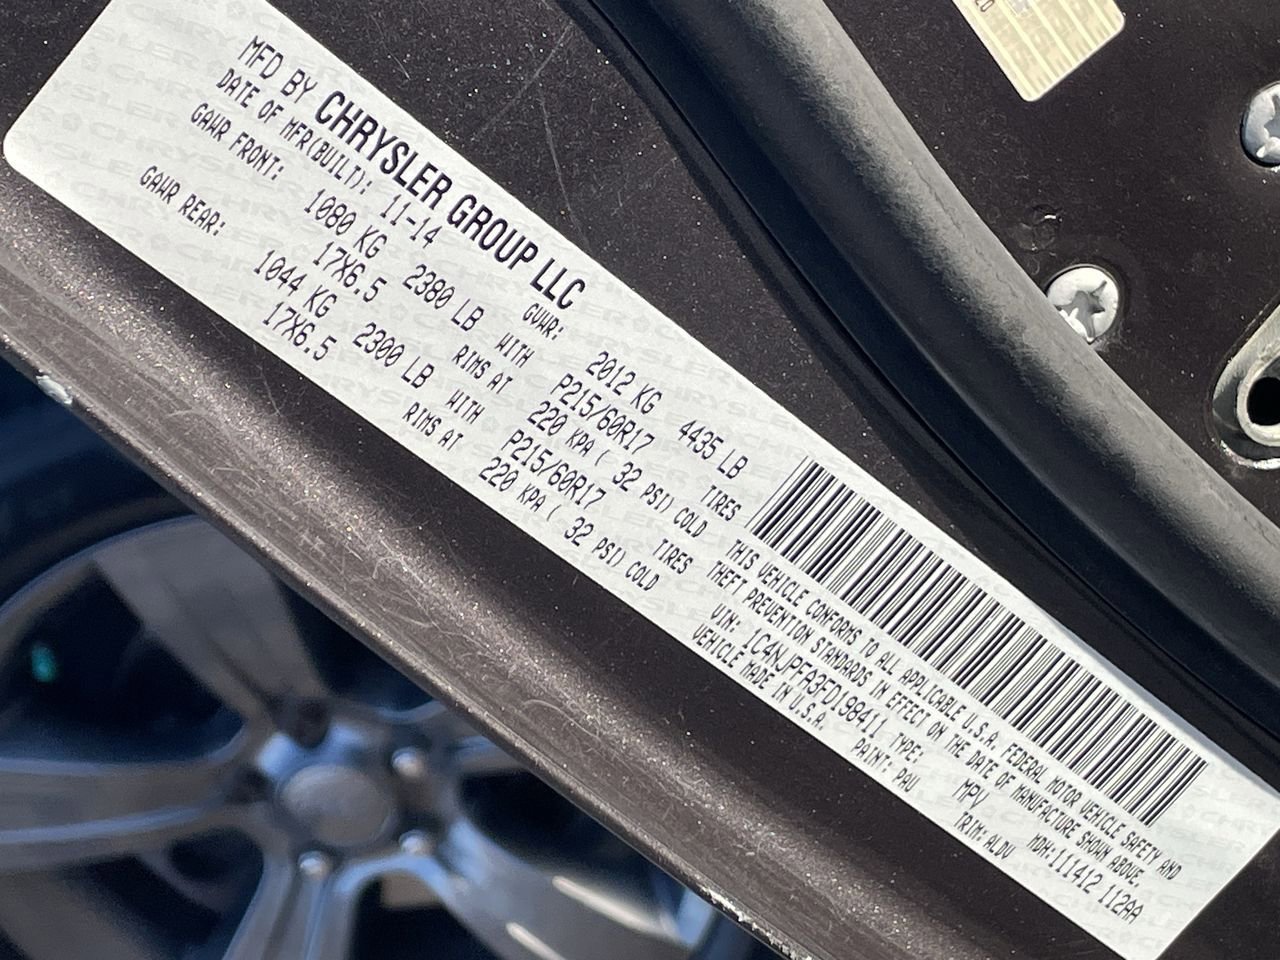 MFD BY CHRYSLER GROUP LLC
DATE OF MFR(BUILT): 11-14 GVWR: 2012 KG 4435 LB
GAWR FRONT: 1080 KG 2380 LB WITH P215/60R17 TIRES
17X6.5 RIMS AT 220 KPA ( 32 PSI) COLD
GAWR REAR: 1044 KG 2300 LB WITH P215/60R17 TIRES
17X6.5 RIMS AT 220 KPA ( 32 PSI) COLD
THIS VEHICLE CONFORMS TO ALL APPLICABLE U.S.A. FEDERAL MOTOR VEHICLE SAFETY AND
THEFT PREVENTION STANDARDS IN EFFECT ON THE DATE OF MANUFACTURE SHOWN ABOVE.
VIN: 1C4NJPFA3FD198411 TYPE: MPV MDH:111412 112AA
VEHICLE MADE IN U.S.A. PAINT: PAU TRIM: ALDV